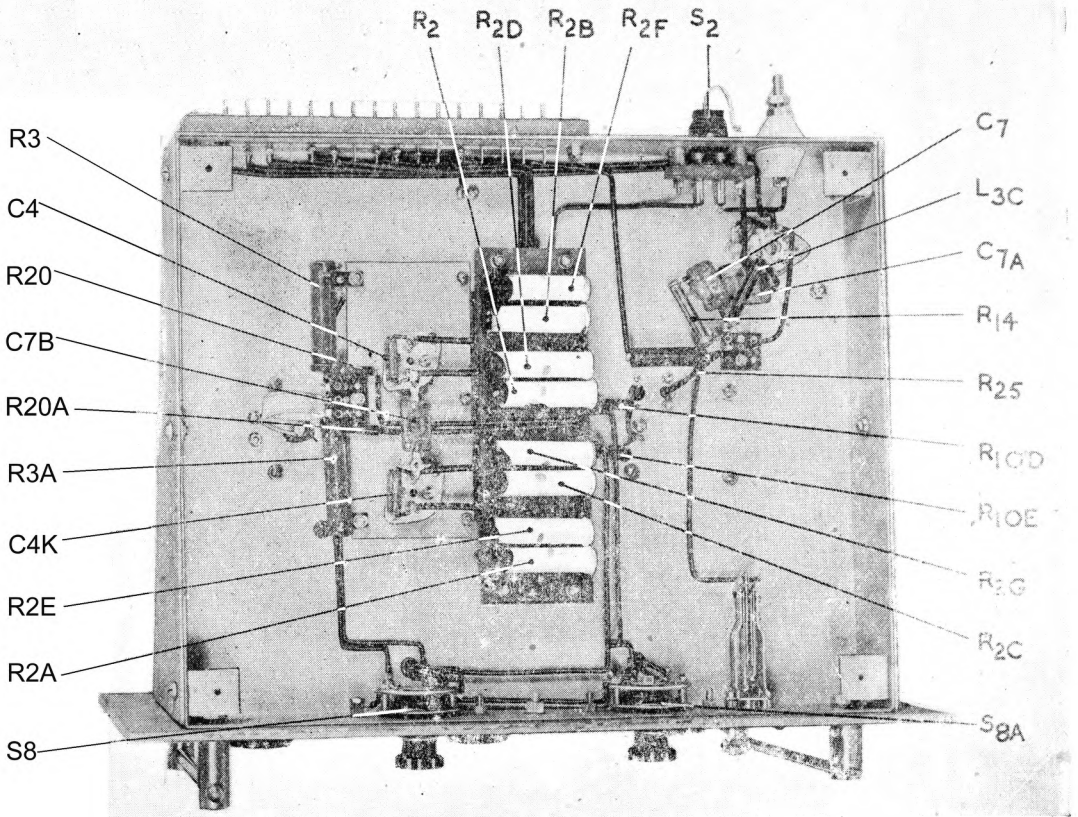 R2 R2D R2B R2F S2
R3
C4
R20
C7B
R20A
R3A
C4K
R2E
R2A
S8
C7
L3C
C7A
R14
R25
R10D
R10E
R2G
R2C
S8A